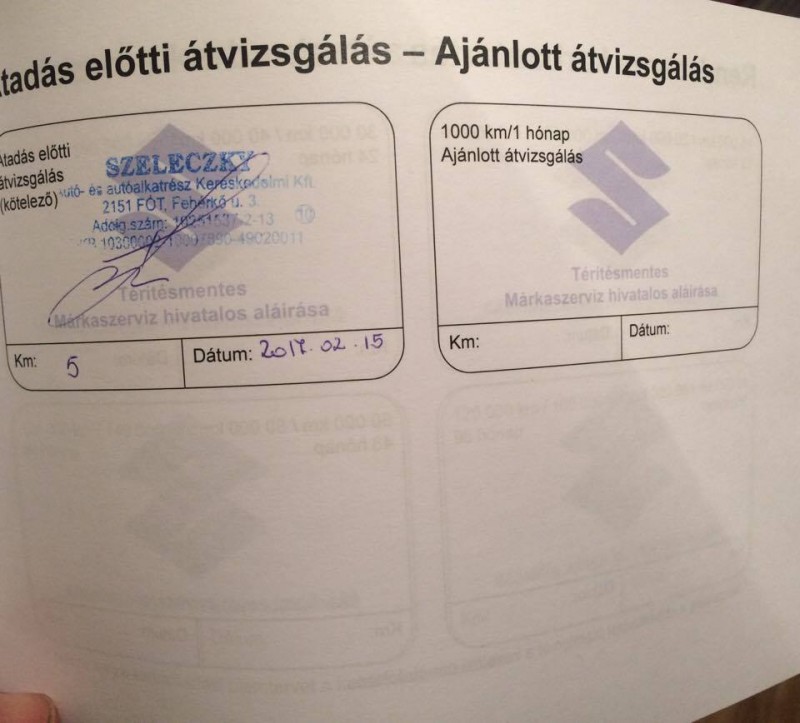 tadás előtti átvizsgálás – Ajánlott átvizsgálás
Átadás előtti
átvizsgálás
(kötelező)
SZELECZKY
Autó- és autóalkatrész Kereskedelmi Kft.
2151 FÓT, Fehérkő u. 3.
Adóig.szám:
Térítésmentes
Márkaszerviz hivatalos aláírása
Km: 5
Dátum: 2017.02.15
1000 km/1 hónap
Ajánlott átvizsgálás
Térítésmentes
Márkaszerviz hivatalos aláírása
Km:
Dátum: